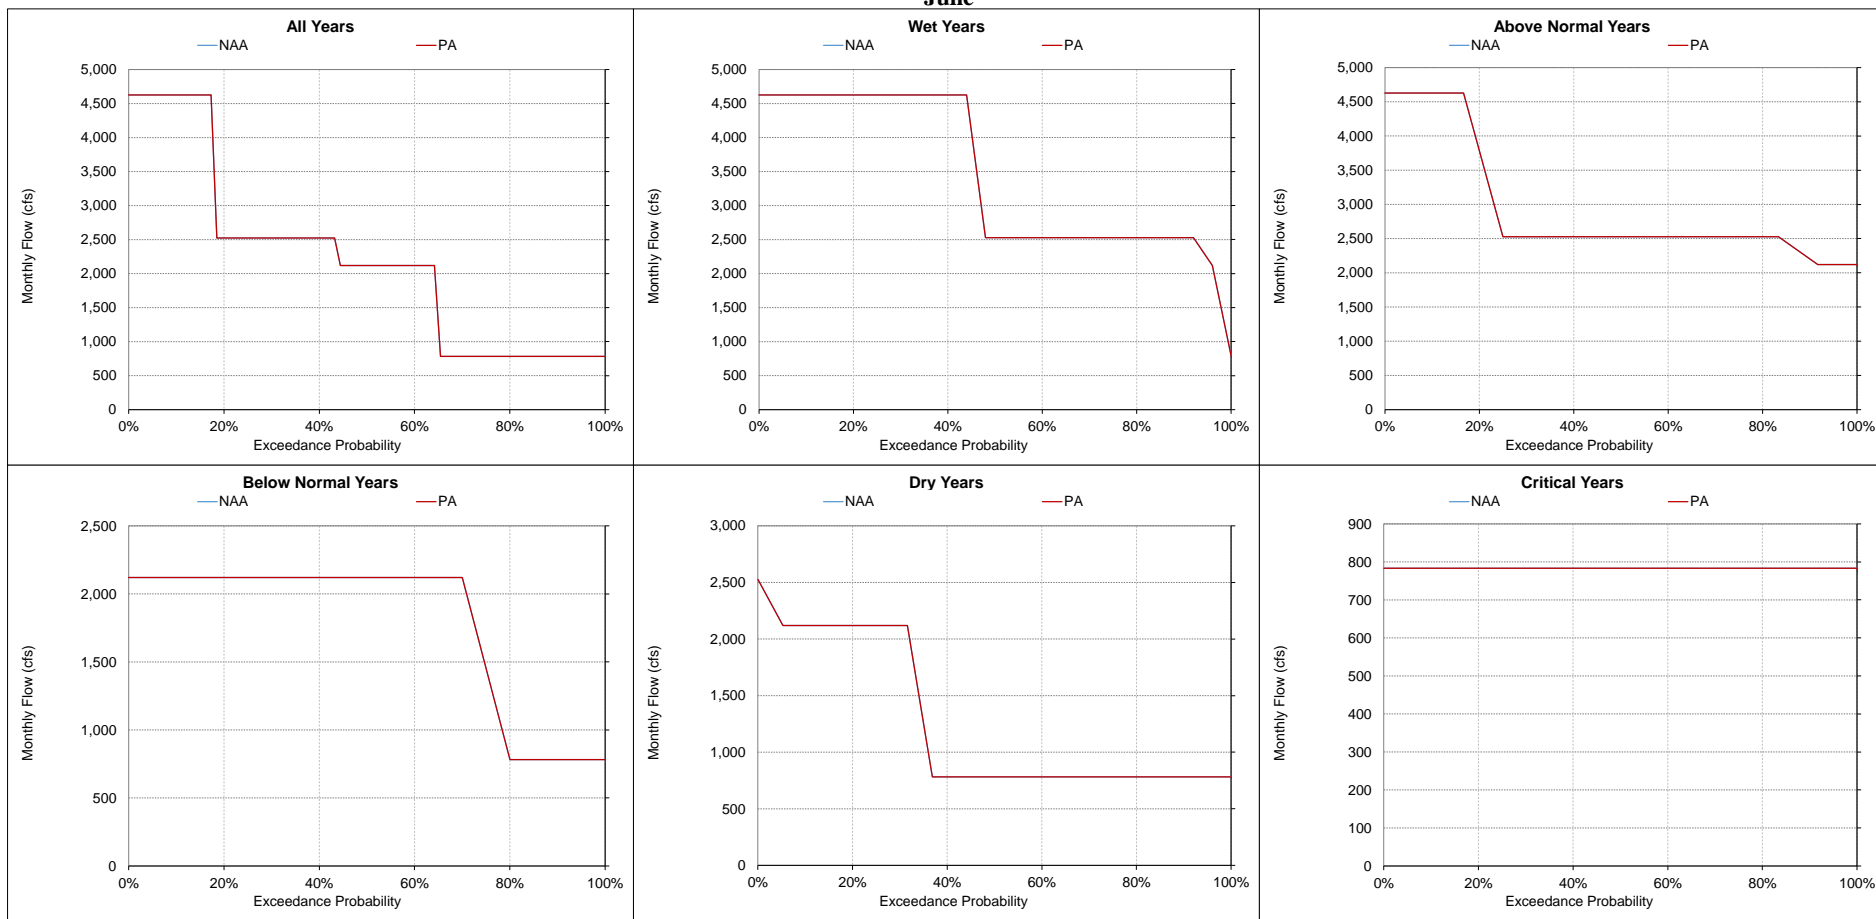 June
All Years
NAA PA
5,000
4,500
4,000
3,500
3,000
2,500
2,000
1,500
1,000
500
0
Monthly Flow (cfs)
0% 20% 40% 60% 80% 100%
Exceedance Probability
Wet Years
NAA PA
5,000
4,500
4,000
3,500
3,000
2,500
2,000
1,500
1,000
500
0
Monthly Flow (cfs)
0% 20% 40% 60% 80% 100%
Exceedance Probability
Above Normal Years
NAA PA
5,000
4,500
4,000
3,500
3,000
2,500
2,000
1,500
1,000
500
0
Monthly Flow (cfs)
0% 20% 40% 60% 80% 100%
Exceedance Probability
Below Normal Years
NAA PA
2,500
2,000
1,500
1,000
500
0
Monthly Flow (cfs)
0% 20% 40% 60% 80% 100%
Exceedance Probability
Dry Years
NAA PA
3,000
2,500
2,000
1,500
1,000
500
0
Monthly Flow (cfs)
0% 20% 40% 60% 80% 100%
Exceedance Probability
Critical Years
NAA PA
900
800
700
600
500
400
300
200
100
0
Monthly Flow (cfs)
0% 20% 40% 60% 80% 100%
Exceedance Probability